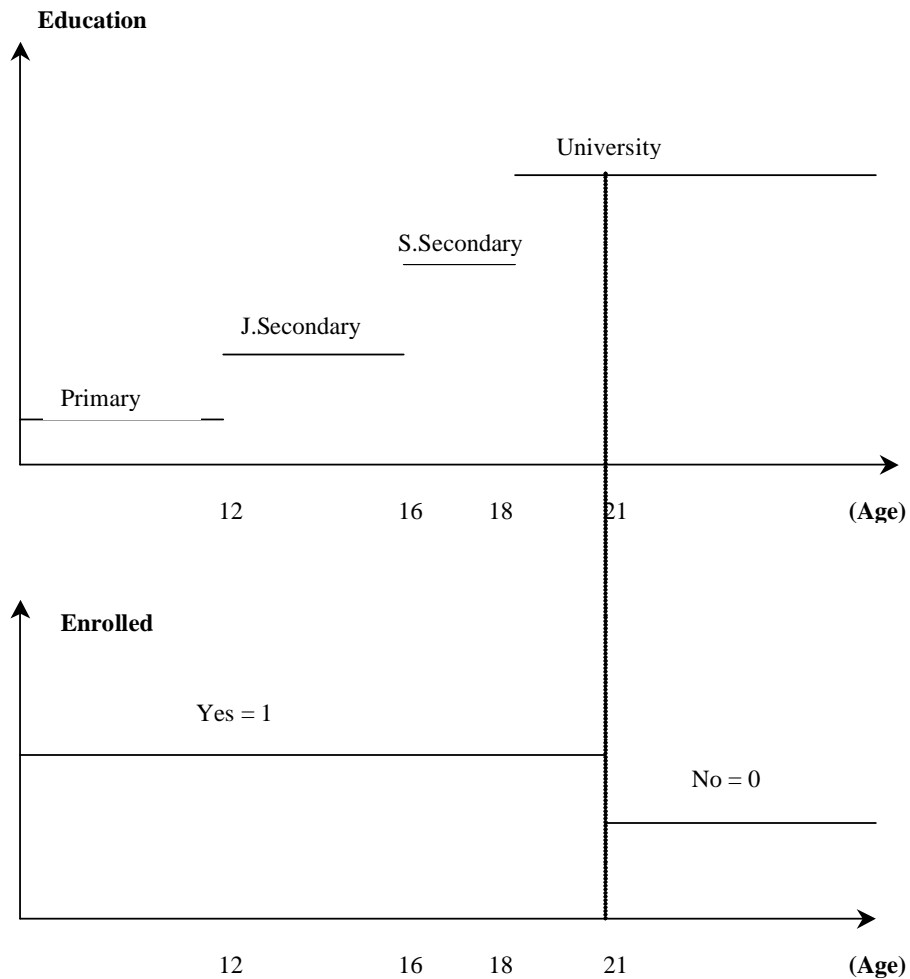 Education
University
S.Secondary
J.Secondary
Primary
12 16 18 21 (Age)
Enrolled
Yes = 1
No = 0
12 16 18 21 (Age)